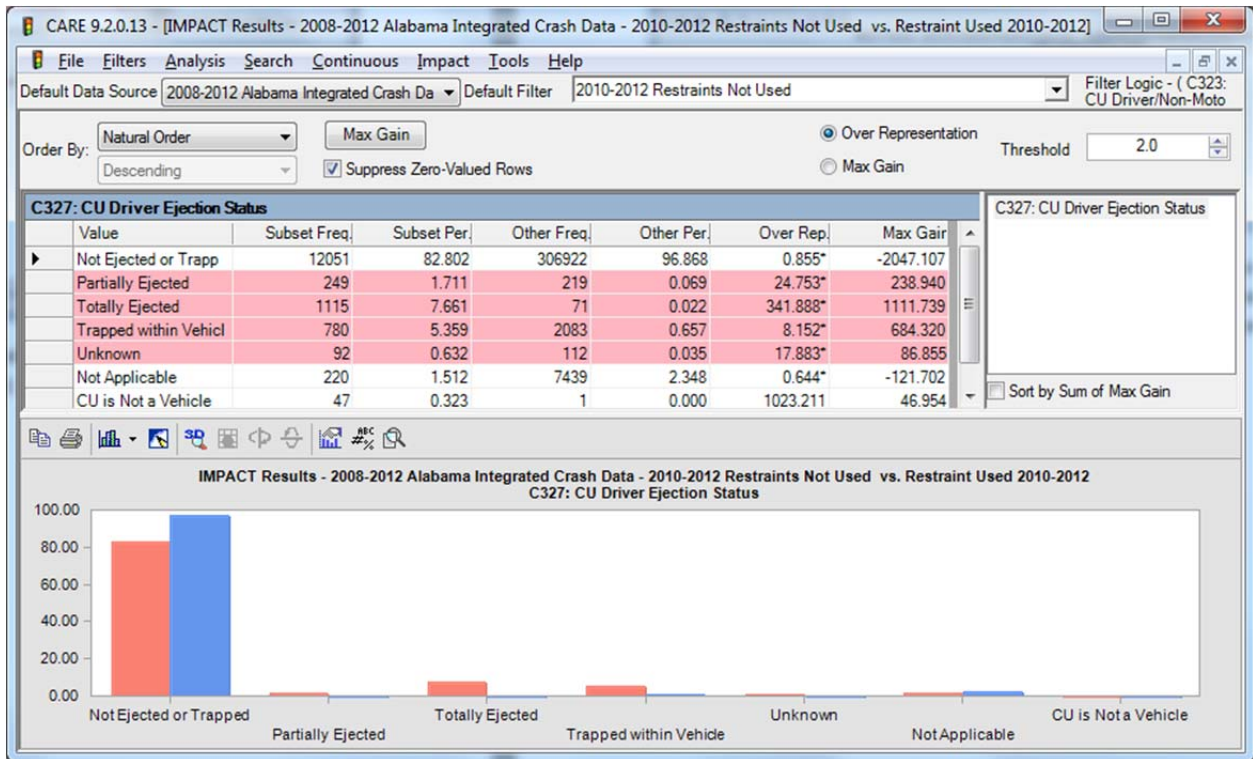 CARE 9.2.0.13 - [IMPACT Results - 2008-2012 Alabama Integrated Crash Data - 2010-2012 Restraints Not Used vs. Restraint Used 2010-2012]
File Filters Analysis Search Continuous Impact Tools Help
Default Data Source 2008-2012 Alabama Integrated Crash Da Default Filter 2010-2012 Restraints Not Used Filter Logic - ( C323:
CU Driver/Non-Moto
Order By: Natural Order Max Gain Over Representation Threshold 2.0
Descending Suppress Zero-Valued Rows Max Gain
C327: CU Driver Ejection Status C327: CU Driver Ejection Status
Value Subset Freq. Subset Per. Other Freq. Other Per. Over Rep. Max Gain
Not Ejected or Trapp 12051 82.802 306922 96.868 0.855* -2047.107
Partially Ejected 249 1.711 219 0.069 24.753* 238.940
Totally Ejected 1115 7.661 71 0.022 341.888* 1111.739
Trapped within Vehicl 780 5.359 2083 0.657 8.152* 684.320
Unknown 92 0.632 112 0.035 17.883* 86.855
Not Applicable 220 1.512 7439 2.348 0.644* -121.702
CU is Not a Vehicle 47 0.323 1 0.000 1023.211 46.954
Sort by Sum of Max Gain
3D ABC #%
IMPACT Results - 2008-2012 Alabama Integrated Crash Data - 2010-2012 Restraints Not Used vs. Restraint Used 2010-2012
C327: CU Driver Ejection Status
100.00
80.00
60.00
40.00
20.00
0.00
Not Ejected or Trapped Totally Ejected Unknown CU is Not a Vehicle
Partially Ejected Trapped within Vehicle Not Applicable